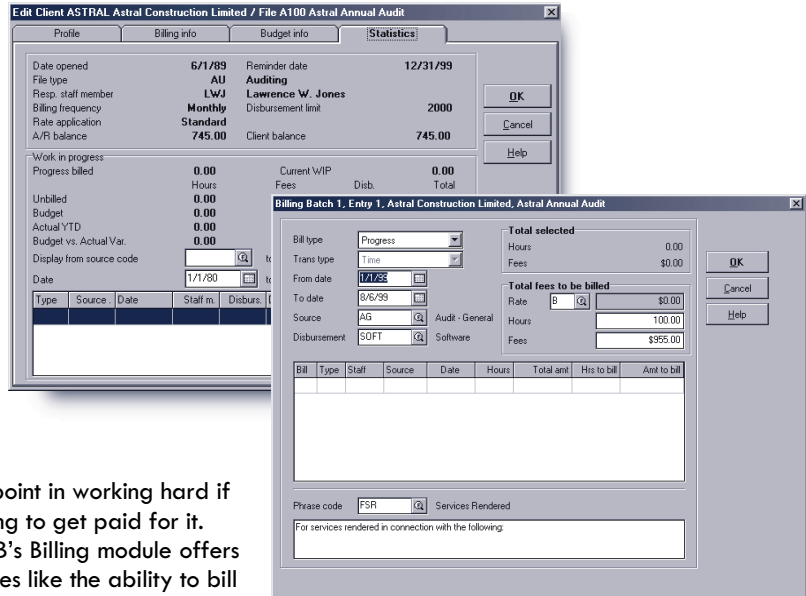 Edit Client ASTRAL Astral Construction Limited / File A100 Astral Annual Audit
Profile Billing info Budget info Statistics
Date opened 6/1/89 Reminder date 12/31/99
File type AU Auditing
Resp. staff member LWJ Lawrence W. Jones
Billing frequency Monthly Disbursement limit 2000
Rate application Standard
A/R balance 745.00 Client balance 745.00
OK
Cancel
Help
Work in progress
Progress billed 0.00 Current WIP 0.00
Hours Fees Disb. Total
Unbilled 0.00
Budget 0.00
Actual YTD 0.00
Budget vs. Actual Var. 0.00
Display from source code
Date 1/1/80
Type Source . Date Staff m. Disburs.
Billing Batch 1, Entry 1, Astral Construction Limited, Astral Annual Audit
Bill type Progress
Trans type Time
From date 1/1/99
To date 8/6/99
Source AG Audit - General
Disbursement SOFT Software
Total selected
Hours 0.00
Fees $0.00
Total fees to be billed
Rate B $0.00
Hours 100.00
Fees $955.00
OK
Cancel
Help
Bill Type Staff Source Date Hours Total amt Hrs to bill Amt to bill
Phrase code FSR Services Rendered
For services rendered in connection with the following:
point in working hard if
to get paid for it.
Billing module offers
like the ability to bill